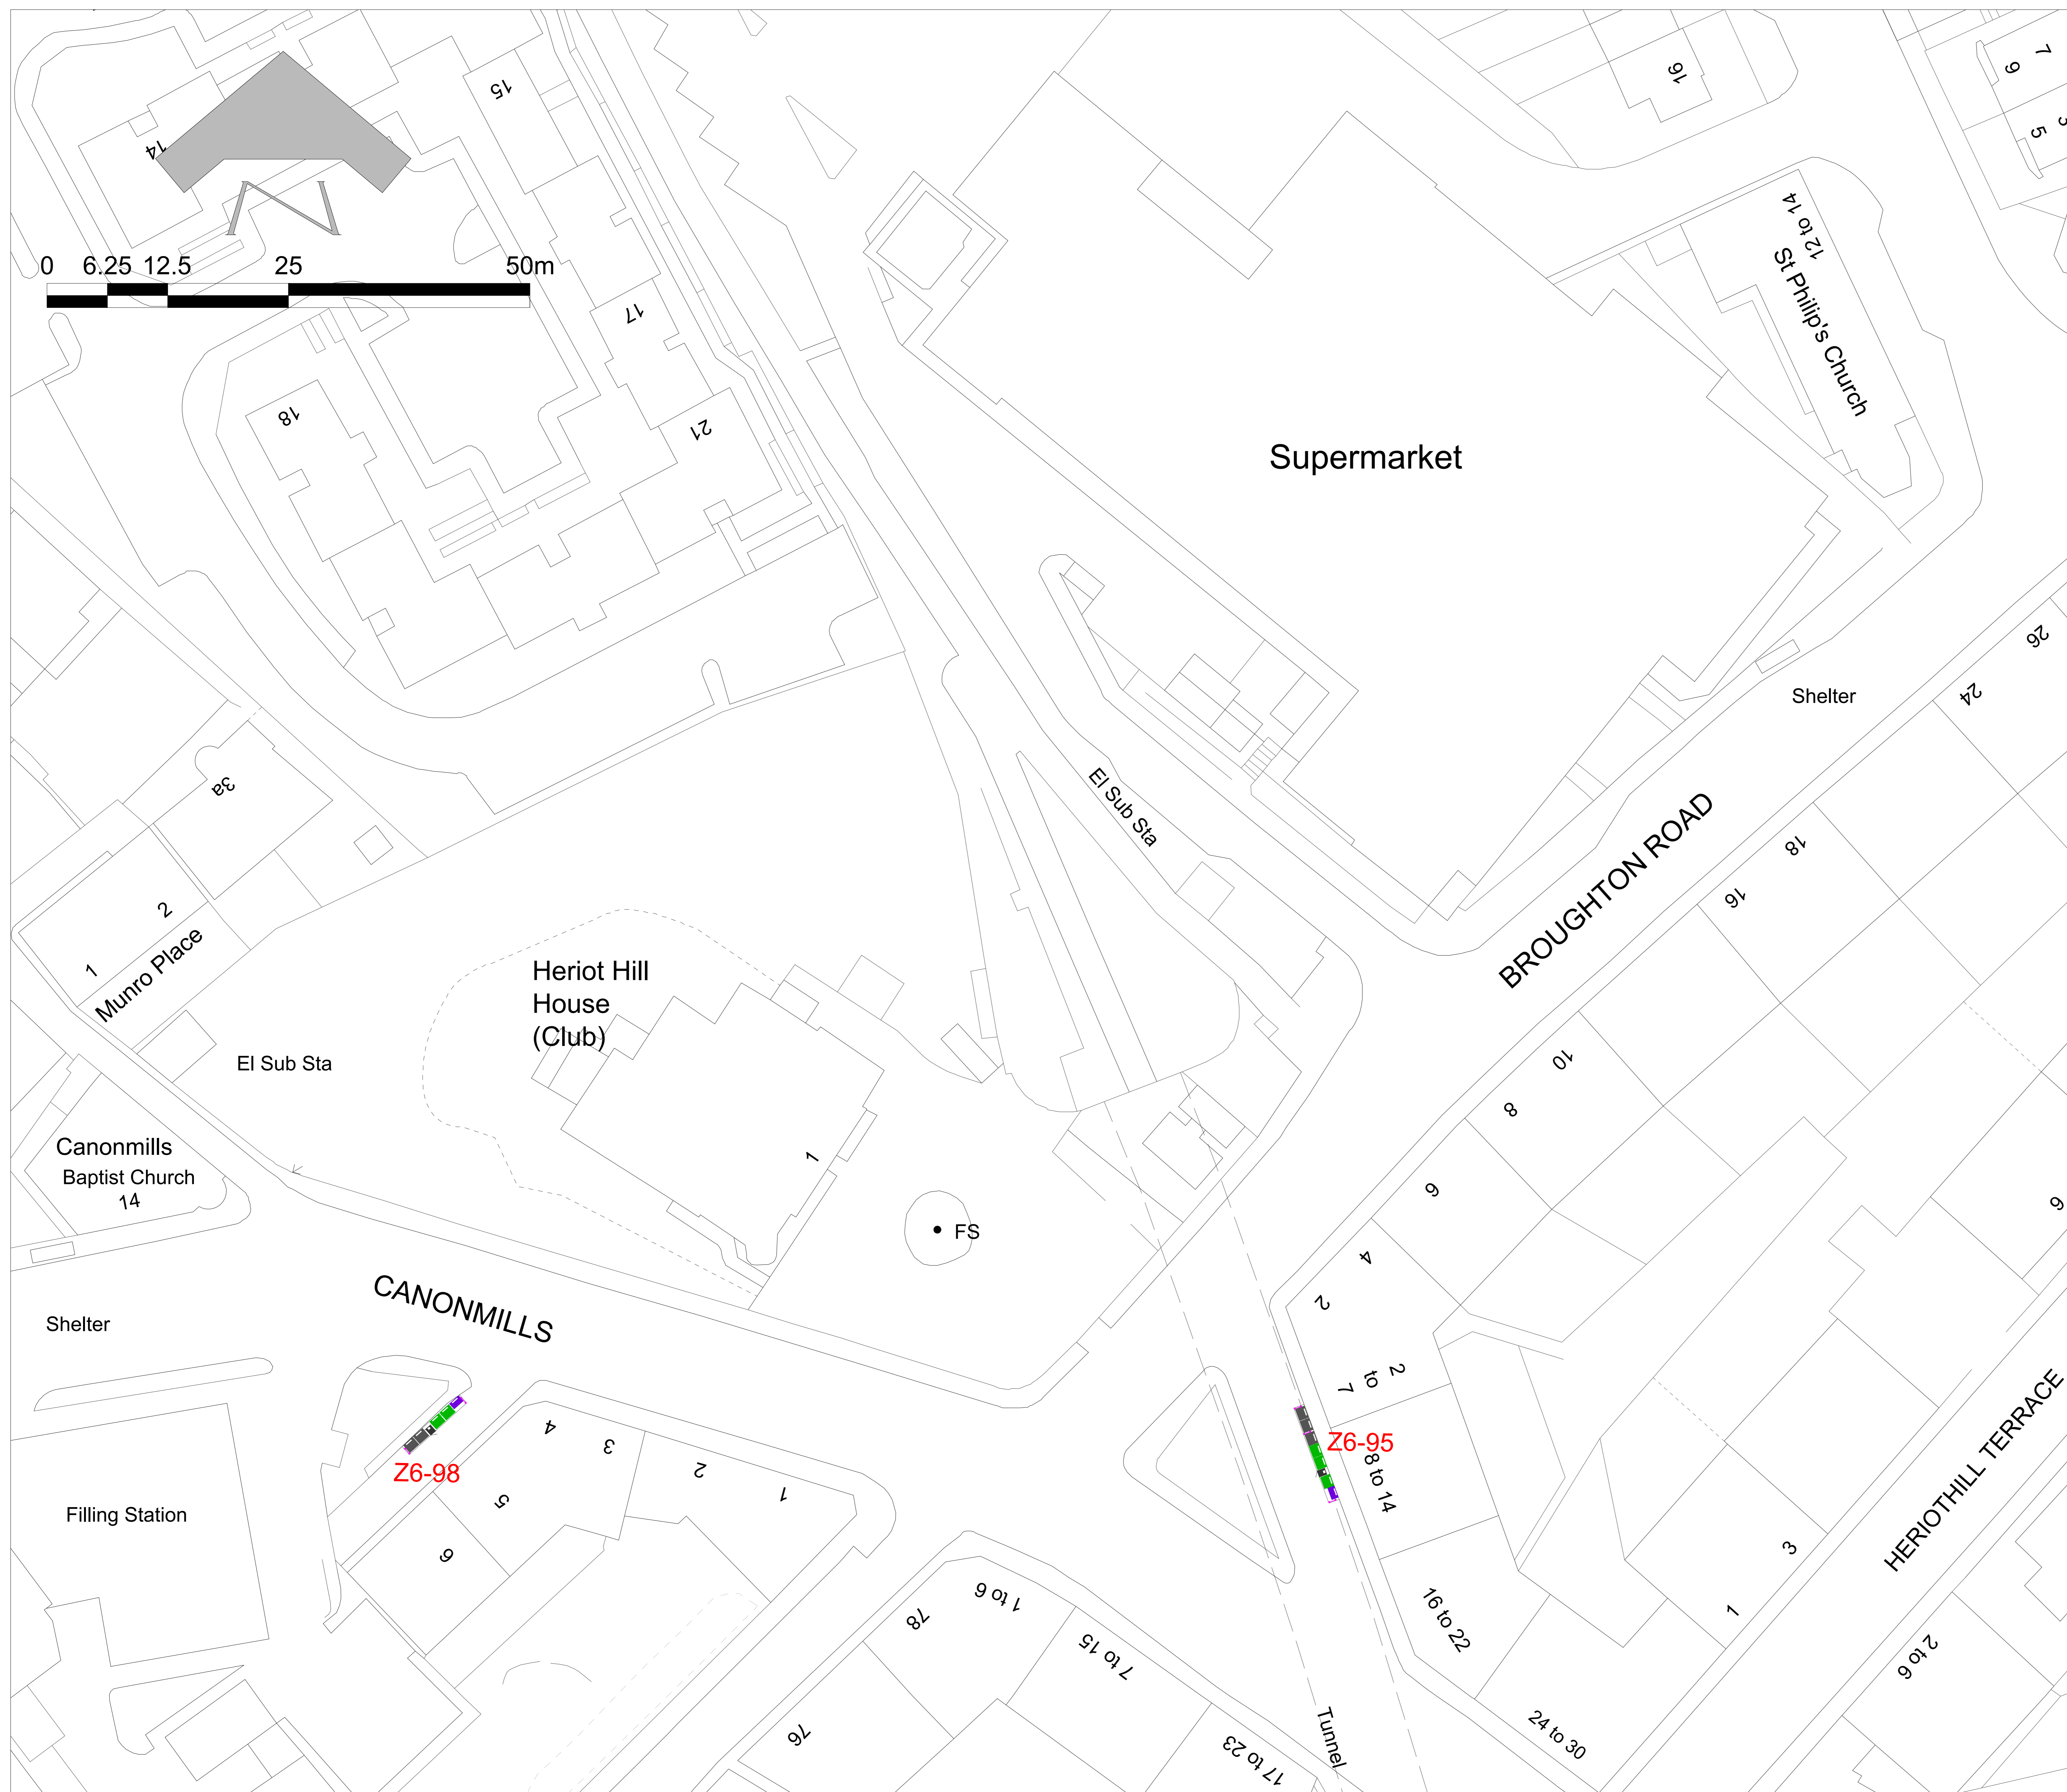 15
16
7
9
5
14
N
12 to 14
St Philip's Church
0 6.25 12.5 25 50m
17
18
21
Supermarket
26
24
Shelter
3a
El Sub Sta
BROUGHTON ROAD
18
16
2
1
Munro Place
Heriot Hill
House
(Club)
El Sub Sta
10
8
Canonmills
Baptist Church
14
1
6
FS
4
2
CANONMILLS
Shelter
2
to
7
HERIOTHILL TERRACE
4
3
2
1
Z6-98
Z6-95
8 to 14
Filling Station
5
6
3
1
78
1 to 6
7 to 15
16 to 22
2 to 6
76
17 to 23
Tunnel
24 to 30